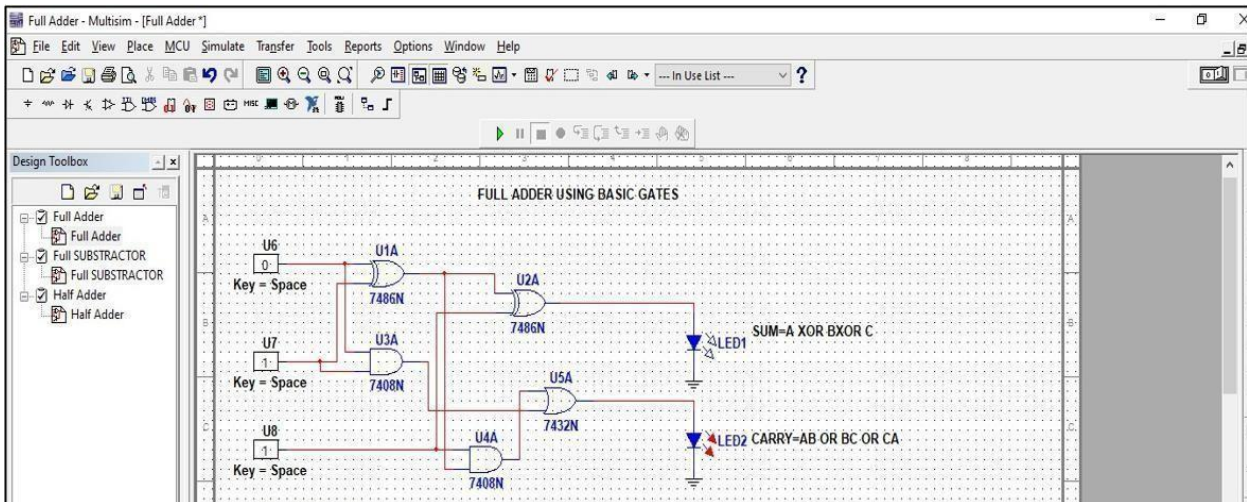 Full Adder - Multisim - [Full Adder *]
File Edit View Place MCU Simulate Transfer Tools Reports Options Window Help
--- In Use List ---
Design Toolbox
Full Adder
Full Adder
Full SUBSTRACTOR
Full SUBSTRACTOR
Half Adder
Half Adder
FULL ADDER USING BASIC GATES
U6
0
Key = Space
U1A
7486N
U2A
7486N
SUM=A XOR BXOR C
LED1
U7
1
Key = Space
U3A
7408N
U5A
7432N
U8
1
Key = Space
U4A
7408N
LED2 CARRY=AB OR BC OR CA